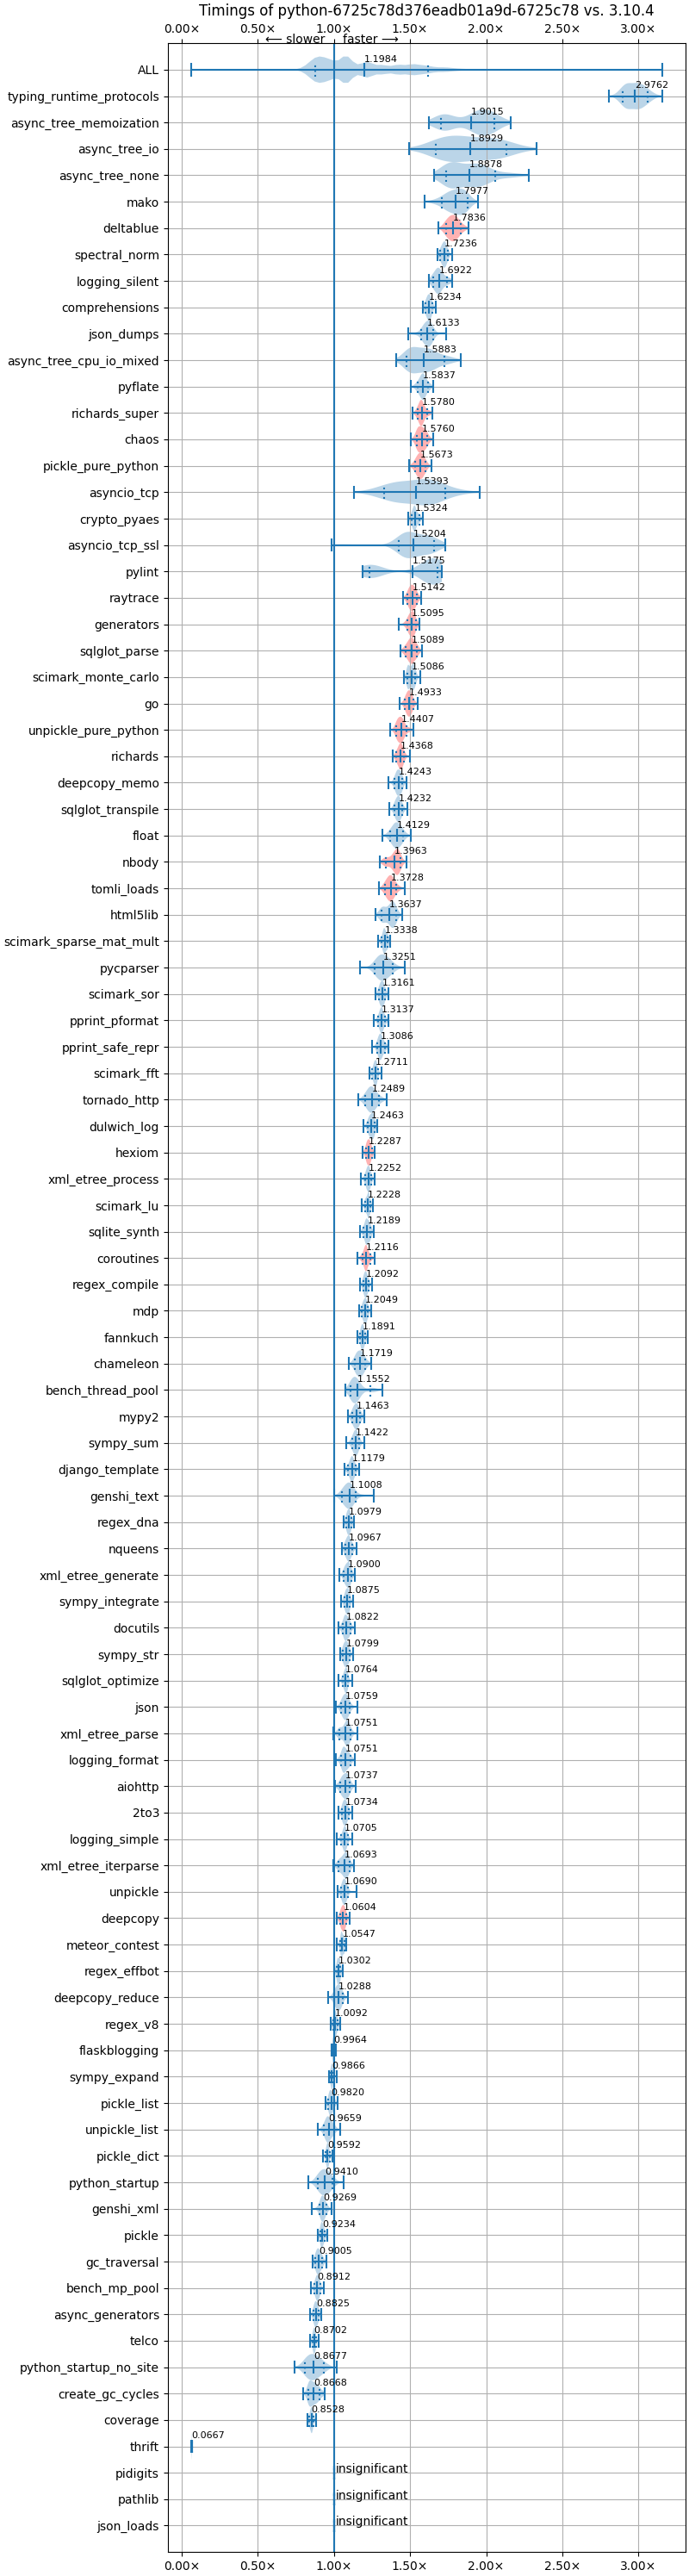 Timings of python-6725c78d376eadb01a9d-6725c78 vs. 3.10.4
0.00× 0.50× 1.00× 1.50× 2.00× 2.50× 3.00×
⟵ slower faster ⟶
ALL 1.1984
typing_runtime_protocols 2.9762
async_tree_memoization 1.9015
async_tree_io 1.8929
async_tree_none 1.8878
mako 1.7977
deltablue 1.7836
spectral_norm 1.7236
logging_silent 1.6922
comprehensions 1.6234
json_dumps 1.6133
async_tree_cpu_io_mixed 1.5883
pyflate 1.5837
richards_super 1.5780
chaos 1.5760
pickle_pure_python 1.5673
asyncio_tcp 1.5393
crypto_pyaes 1.5324
asyncio_tcp_ssl 1.5204
pylint 1.5175
raytrace 1.5142
generators 1.5095
sqlglot_parse 1.5089
scimark_monte_carlo 1.5086
go 1.4933
unpickle_pure_python 1.4407
richards 1.4368
deepcopy_memo 1.4243
sqlglot_transpile 1.4232
float 1.4129
nbody 1.3963
tomli_loads 1.3728
html5lib 1.3637
scimark_sparse_mat_mult 1.3338
pycparser 1.3251
scimark_sor 1.3161
pprint_pformat 1.3137
pprint_safe_repr 1.3086
scimark_fft 1.2711
tornado_http 1.2489
dulwich_log 1.2463
hexiom 1.2287
xml_etree_process 1.2252
scimark_lu 1.2228
sqlite_synth 1.2189
coroutines 1.2116
regex_compile 1.2092
mdp 1.2049
fannkuch 1.1891
chameleon 1.1719
bench_thread_pool 1.1552
mypy2 1.1463
sympy_sum 1.1422
django_template 1.1179
genshi_text 1.1008
regex_dna 1.0979
nqueens 1.0967
xml_etree_generate 1.0900
sympy_integrate 1.0875
docutils 1.0822
sympy_str 1.0799
sqlglot_optimize 1.0764
json 1.0759
xml_etree_parse 1.0751
logging_format 1.0751
aiohttp 1.0737
2to3 1.0734
logging_simple 1.0705
xml_etree_iterparse 1.0693
unpickle 1.0690
deepcopy 1.0604
meteor_contest 1.0547
regex_effbot 1.0302
deepcopy_reduce 1.0288
regex_v8 1.0092
flaskblogging 0.9964
sympy_expand 0.9866
pickle_list 0.9820
unpickle_list 0.9659
pickle_dict 0.9592
python_startup 0.9410
genshi_xml 0.9269
pickle 0.9234
gc_traversal 0.9005
bench_mp_pool 0.8912
async_generators 0.8825
telco 0.8702
python_startup_no_site 0.8677
create_gc_cycles 0.8668
coverage 0.8528
thrift 0.0667
pidigits insignificant
pathlib insignificant
json_loads insignificant
0.00× 0.50× 1.00× 1.50× 2.00× 2.50× 3.00×